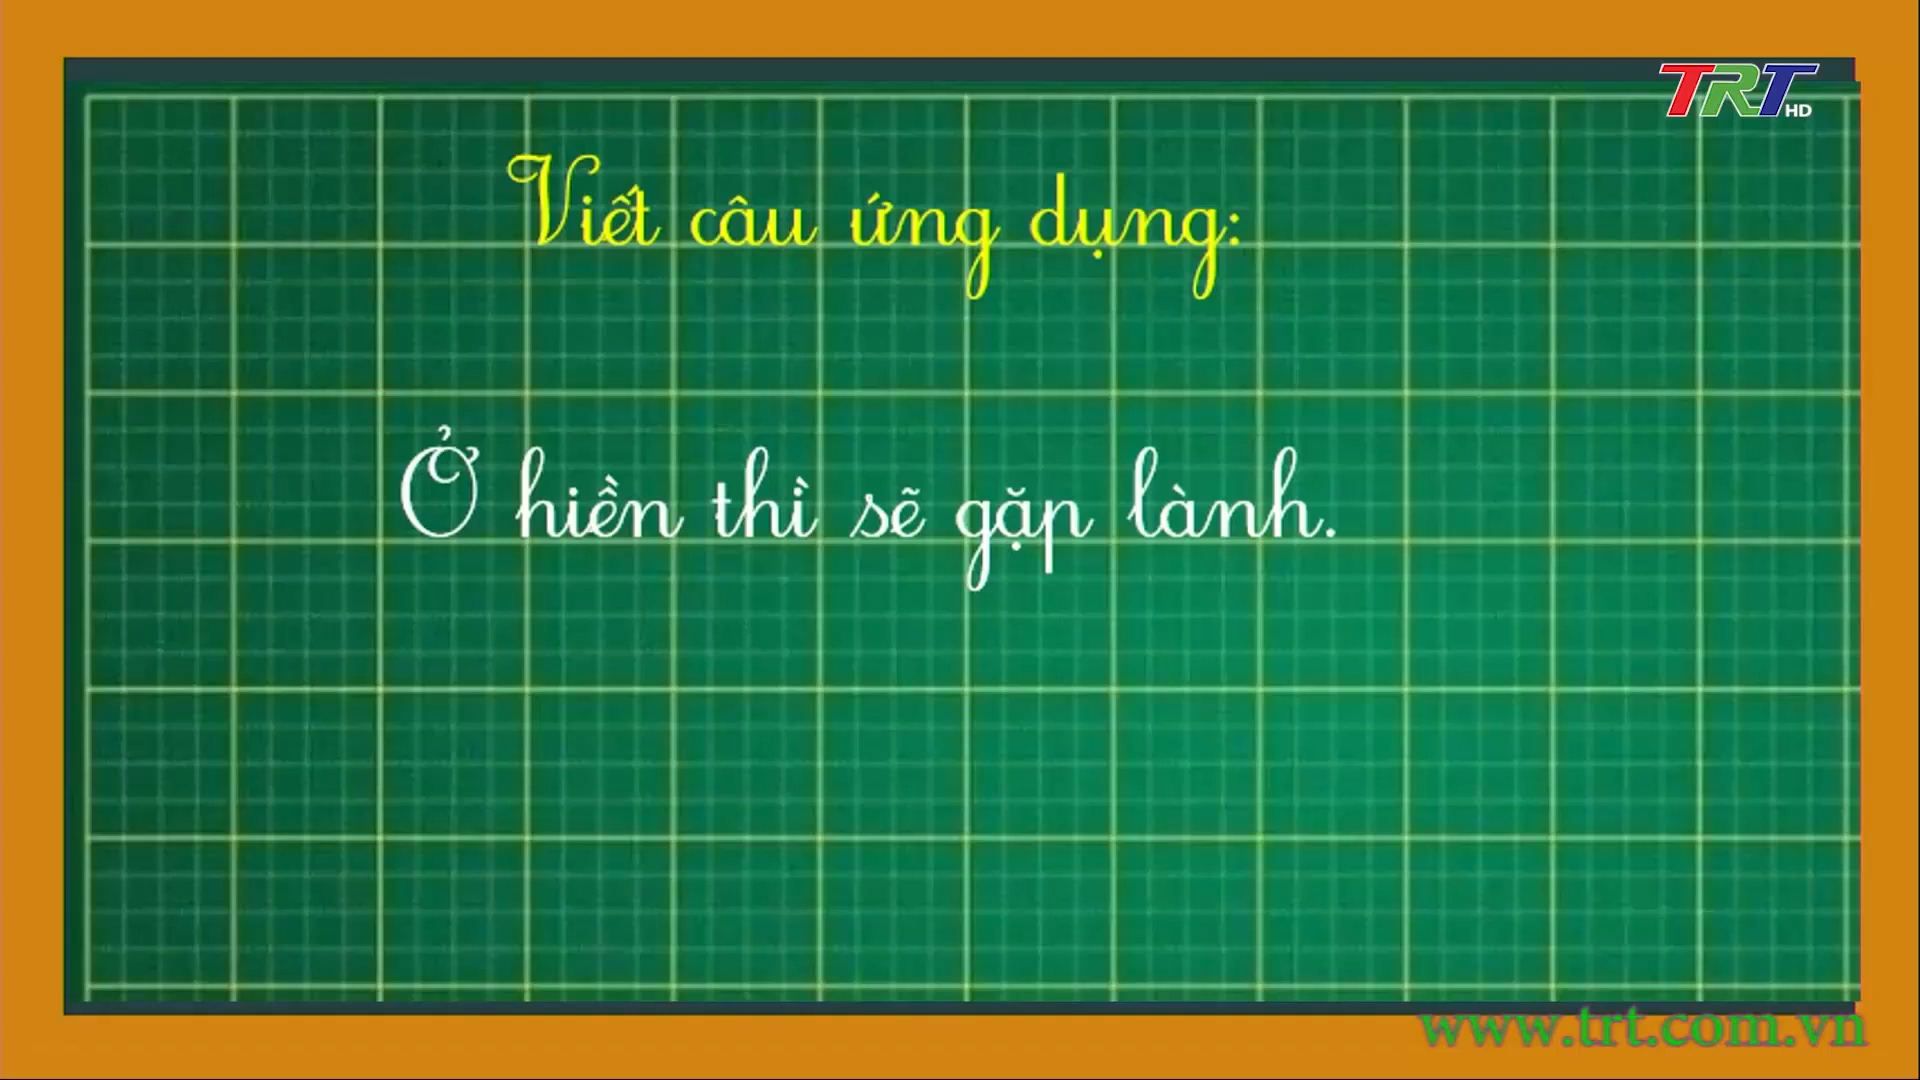 TRT HD
Viết câu ứng dụng:
Ở hiền thì sẽ gặp lành.
www.trt.com.vn